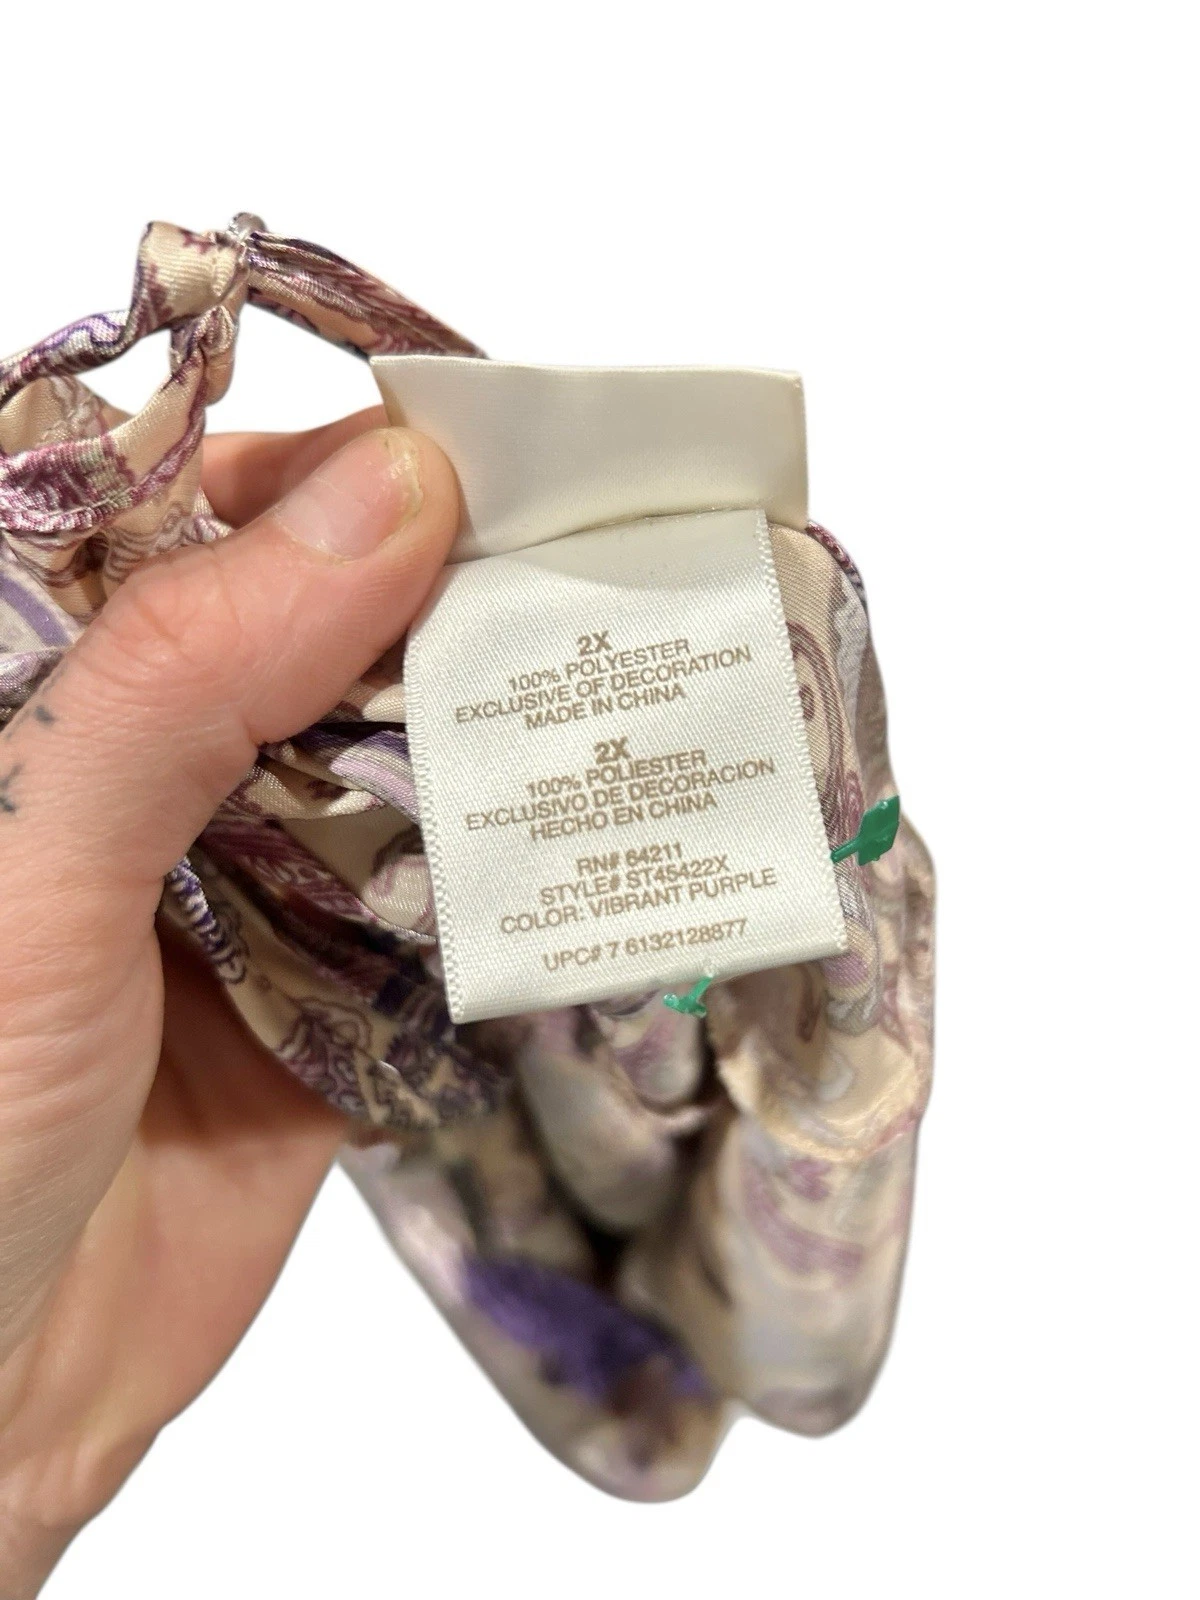 2X
100% POLYESTER
EXCLUSIVE OF DECORATION
MADE IN CHINA
2X
100% POLIESTER
EXCLUSIVO DE DECORACION
HECHO EN CHINA
RN# 64211
STYLE# ST45422X
COLOR: VIBRANT PURPLE
UPC# 7 6132128877